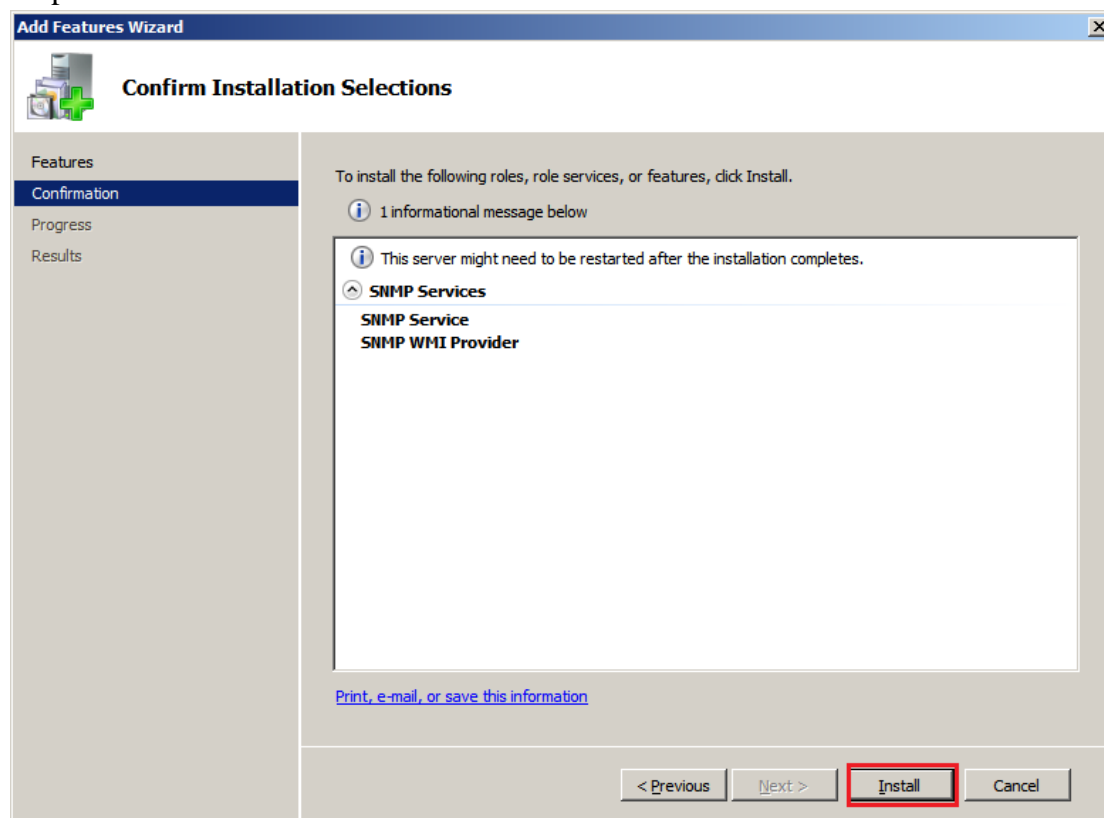 Add Features Wizard
Confirm Installation Selections
Features
Confirmation
Progress
Results
To install the following roles, role services, or features, click Install.
1 informational message below
This server might need to be restarted after the installation completes.
SNMP Services
SNMP Service
SNMP WMI Provider
Print, e-mail, or save this information
< Previous Next > Install Cancel